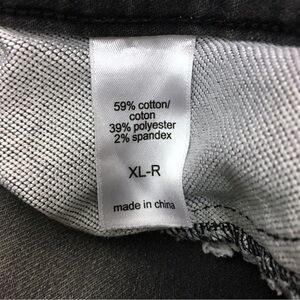 59% cotton/
coton
39% polyester
2% spandex
XL-R
made in china